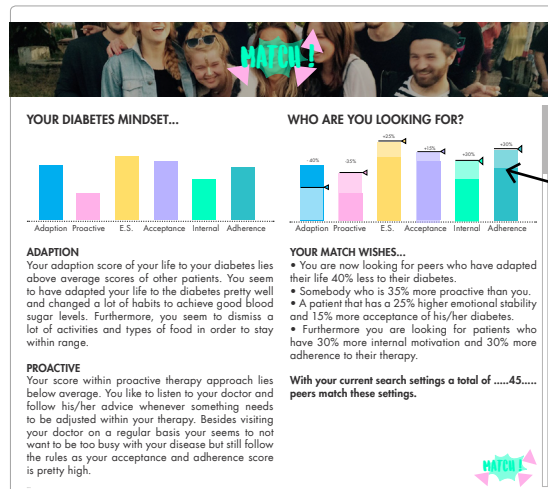 MATCH !
YOUR DIABETES MINDSET...
Adaption Proactive E.S. Acceptance Internal Adherence
ADAPTION
Your adaption score of your life to your diabetes lies
above average scores of other patients. You seem
to have adapted your life to the diabetes pretty well
and changed a lot of habits to achieve good blood
sugar levels. Furthermore, you seem to dismiss a
lot of activities and types of food in order to stay
within range.
PROACTIVE
Your score within proactive therapy approach lies
below average. You like to listen to your doctor and
follow his/her advice whenever something needs
to be adjusted within your therapy. Besides visiting
your doctor on a regular basis your seems to not
want to be too busy with your disease but still follow
the rules as your acceptance and adherence score
is pretty high.
WHO ARE YOU LOOKING FOR?
-40% -35% +25% +15% +30% +30%
Adaption Proactive E.S. Acceptance Internal Adherence
YOUR MATCH WISHES...
• You are now looking for peers who have adapted
their life 40% less to their diabetes.
• Somebody who is 35% more proactive than you.
• A patient that has a 25% higher emotional stability
and 15% more acceptance of his/her diabetes.
• Furthermore you are looking for patients who
have 30% more internal motivation and 30% more
adherence to their therapy.
With your current search settings a total of .....45.....
peers match these settings.
MATCH !